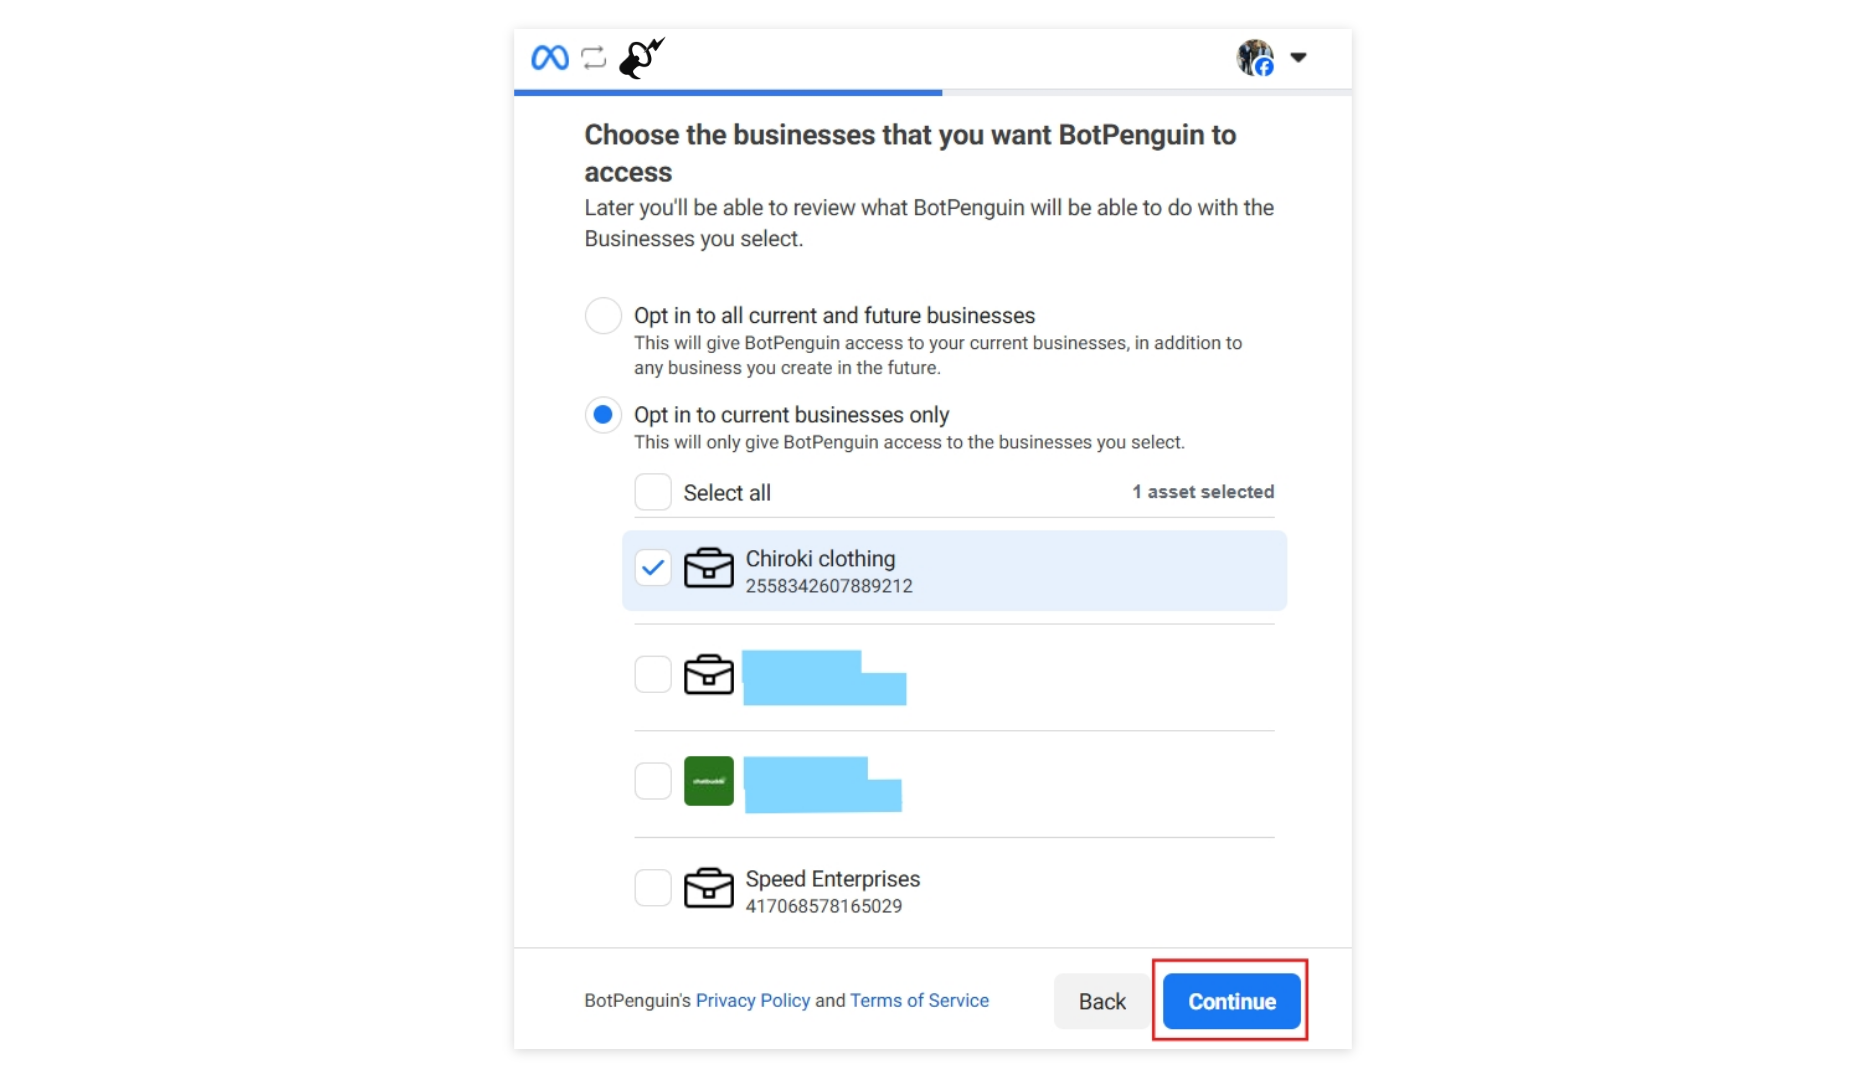 Choose the businesses that you want BotPenguin to
access
Later you'll be able to review what BotPenguin will be able to do with the
Businesses you select.
Opt in to all current and future businesses
This will give BotPenguin access to your current businesses, in addition to
any business you create in the future.
Opt in to current businesses only
This will only give BotPenguin access to the businesses you select.
Select all 1 asset selected
Chiroki clothing
2558342607889212
Speed Enterprises
417068578165029
BotPenguin's Privacy Policy and Terms of Service Back Continue